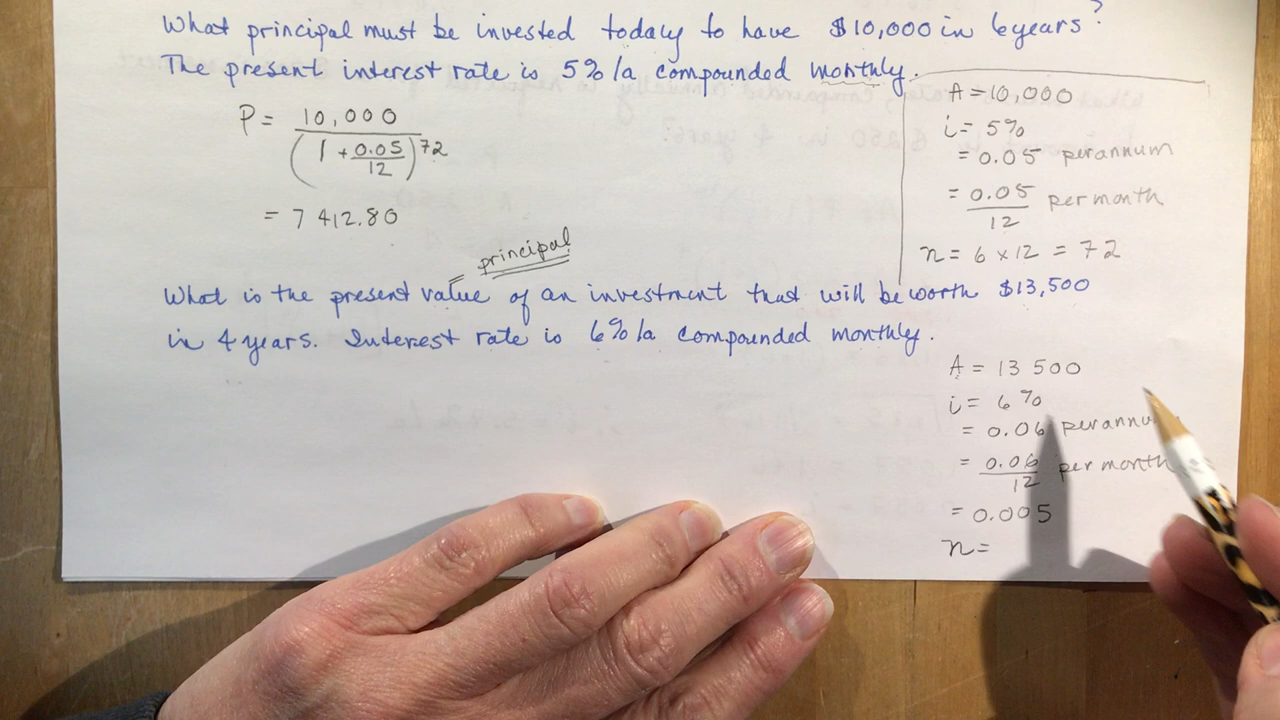 What principal must be invested today to have $10,000 in 6 years?
The present interest rate is 5%/a compounded monthly.
P = 10,000 / (1 + 0.05/12)^72
= 7 412.80
A = 10,000
i = 5%
= 0.05 per annum
= 0.05/12 per month
n = 6 × 12 = 72
principal
What is the present value of an investment that will be worth $13,500
in 4 years. Interest rate is 6%/a compounded monthly.
A = 13 500
i = 6%
= 0.06 per annum
= 0.06/12 per month
= 0.005
n =